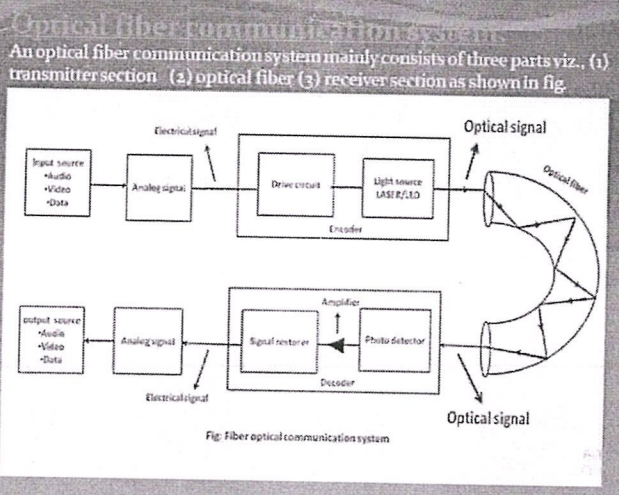 Optical fiber communication system:
An optical fiber communication system mainly consists of three parts viz., (1)
transmitter section (2) optical fiber (3) receiver section as shown in fig.
Electrical signal
Optical signal
Input source
•Audio
•Video
•Data
Analog signal
Drive circuit
Light source
LASER/LED
Encoder
Optical fiber
output source
•Audio
•Video
•Data
Analog signal
Signal restorer
Amplifier
Photo detector
Decoder
Electrical signal
Optical signal
Fig: Fiber optical communication system